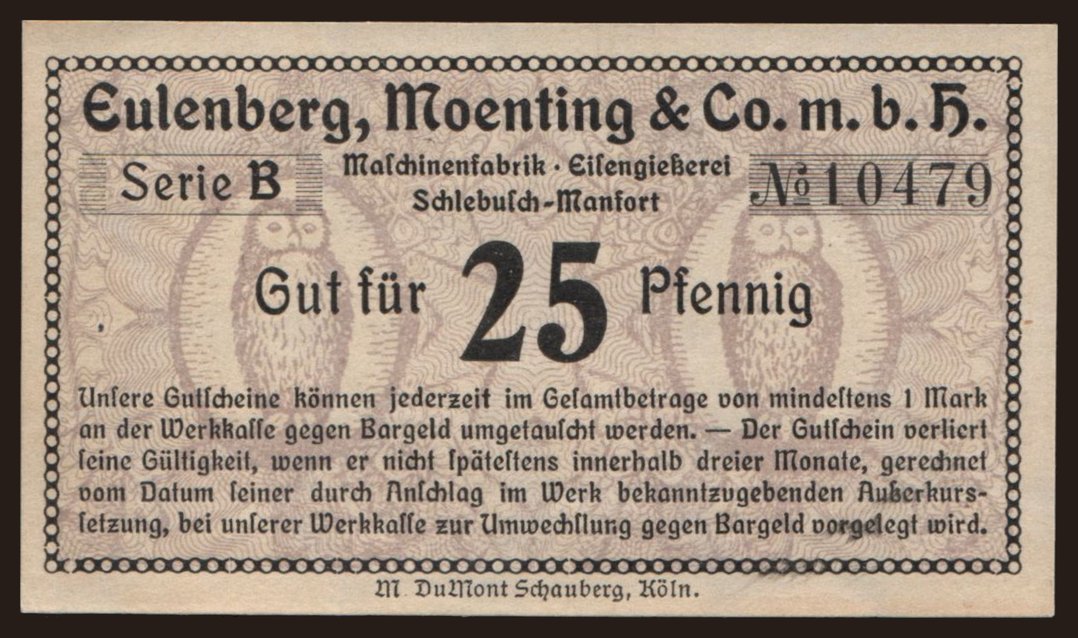 Eulenberg, Moenting & Co. m. b. H.
Serie B
Maſchinenfabrik · Eiſengießerei
Schlebuſch-Manfort
№ 10479
Gut für 25 Pfennig
Unſere Gutſcheine können jederzeit im Geſamtbetrage von mindeſtens 1 Mark
an der Werkkaſſe gegen Bargeld umgetauſcht werden. — Der Gutſchein verliert
ſeine Gültigkeit, wenn er nicht ſpäteſtens innerhalb dreier Monate, gerechnet
vom Datum ſeiner durch Anſchlag im Werk bekanntzugebenden Außerkurs-
ſetzung, bei unſerer Werkkaſſe zur Umwechſlung gegen Bargeld vorgelegt wird.
M DuMont Schauberg, Köln.